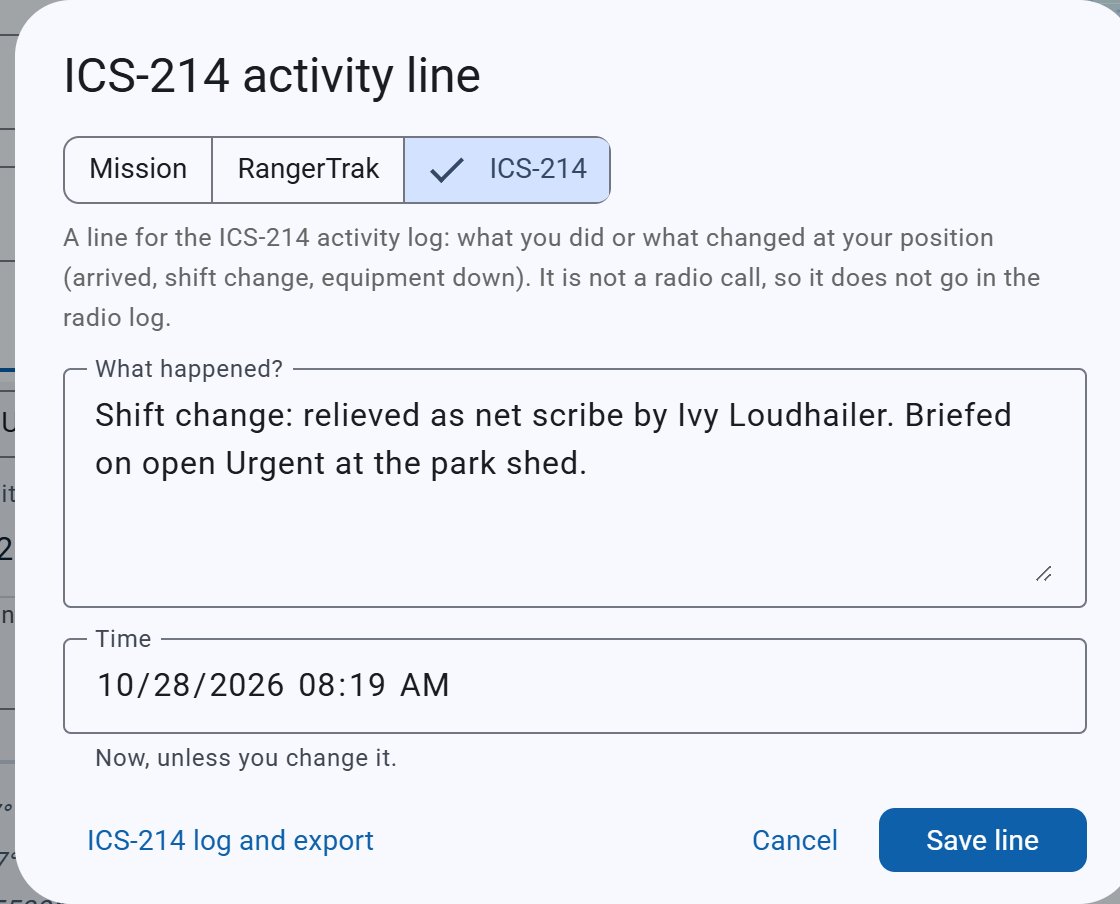 ICS-214 activity line
Mission RangerTrak ICS-214
A line for the ICS-214 activity log: what you did or what changed at your position
(arrived, shift change, equipment down). It is not a radio call, so it does not go in the
radio log.
What happened?
Shift change: relieved as net scribe by Ivy Loudhailer. Briefed
on open Urgent at the park shed.
Time
10/28/2026 08:19 AM
Now, unless you change it.
ICS-214 log and export Cancel Save line